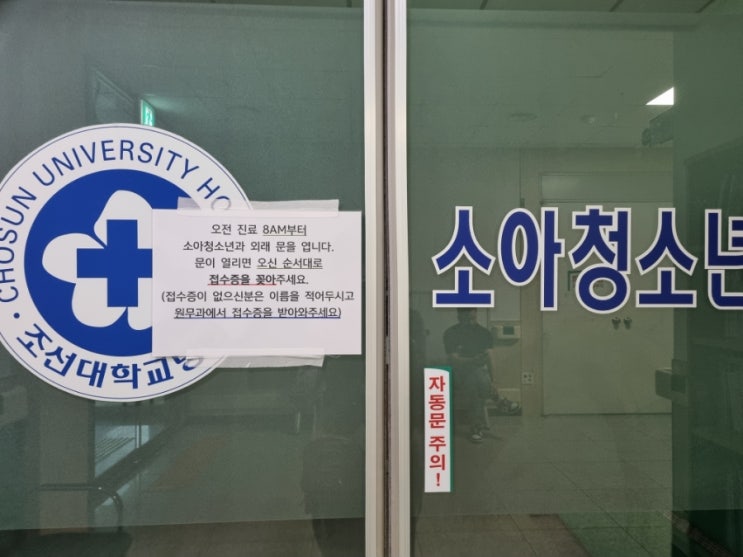 CHOSUN UNIVERSITY
조선대학교
오전 진료 8AM부터
소아청소년과 외래 문을 엽니다.
문이 열리면 오신 순서대로
접수증을 꽂아주세요.
(접수증이 없으신분은 이름을 적어두시고
원무과에서 접수증을 받아와주세요)
소아청소년
자동문 주의!